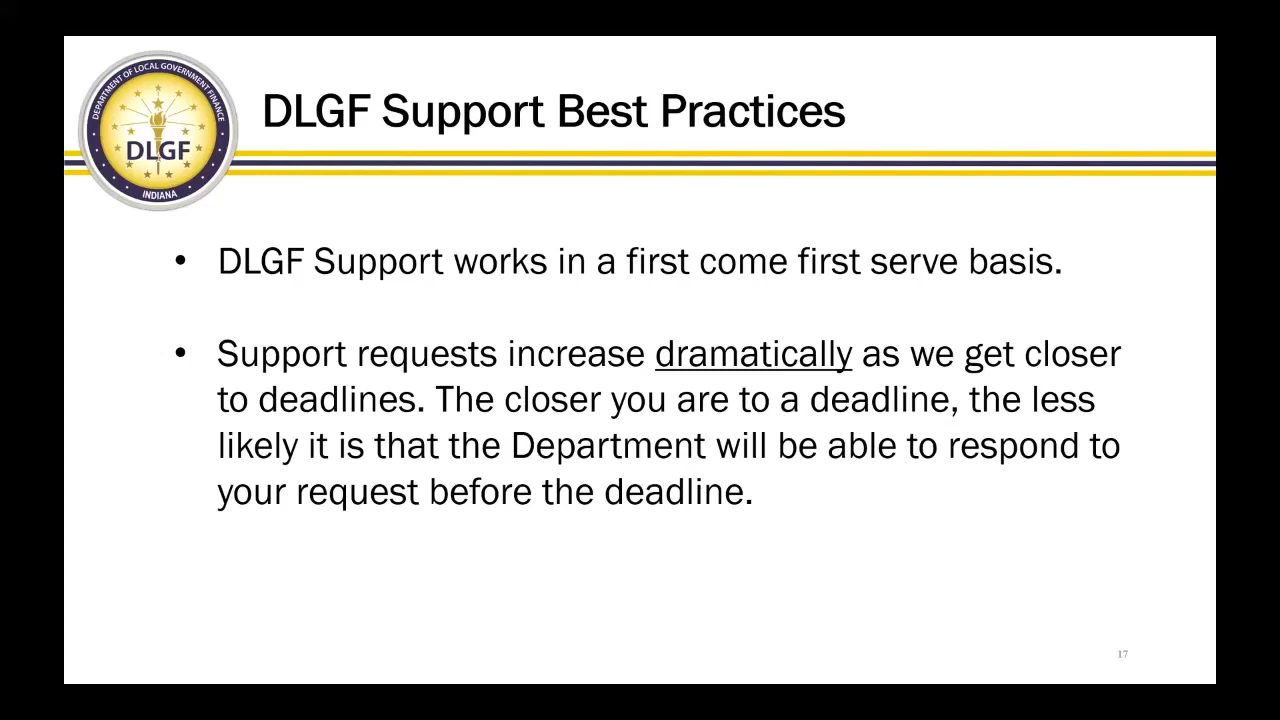 DEPARTMENT OF LOCAL GOVERNMENT FINANCE
DLGF
INDIANA
DLGF Support Best Practices
• DLGF Support works in a first come first serve basis.
• Support requests increase dramatically as we get closer
to deadlines. The closer you are to a deadline, the less
likely it is that the Department will be able to respond to
your request before the deadline.
17